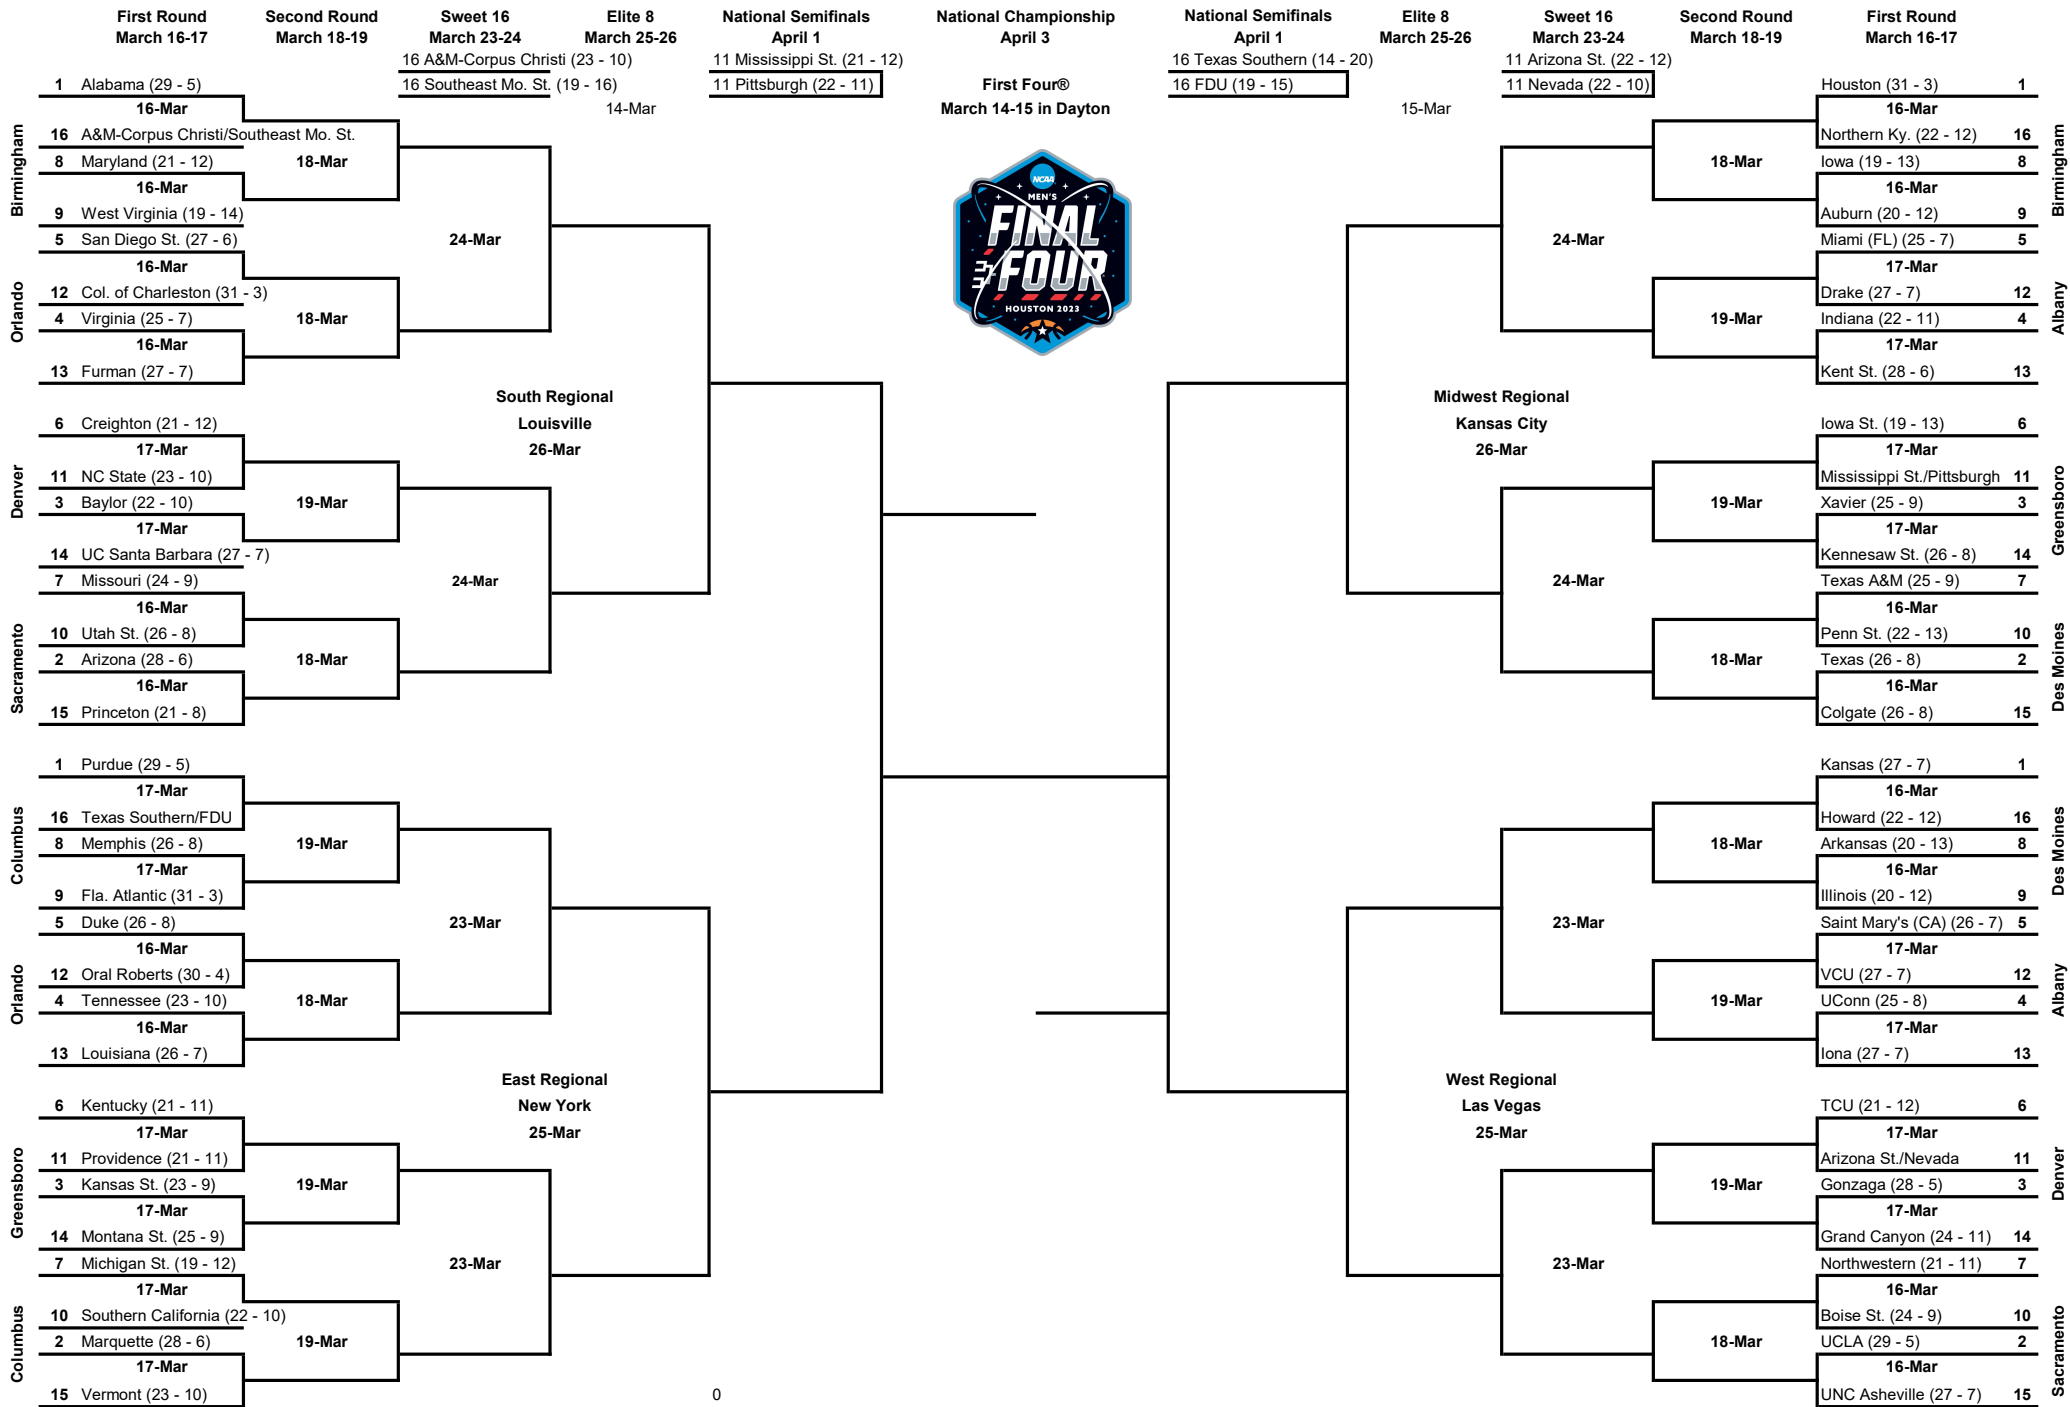 First Round Second Round Sweet 16 Elite 8 National Semifinals National Championship National Semifinals Elite 8 Sweet 16 Second Round First Round
March 16-17 March 18-19 March 23-24 March 25-26 April 1 April 3 April 1 March 25-26 March 23-24 March 18-19 March 16-17
16 A&M-Corpus Christi (23 - 10) 11 Mississippi St. (21 - 12) 16 Texas Southern (14 - 20) 11 Arizona St. (22 - 12)
1 Alabama (29 - 5) 16 Southeast Mo. St. (19 - 16) 11 Pittsburgh (22 - 11) First Four® 16 FDU (19 - 15) 11 Nevada (22 - 10) Houston (31 - 3) 1
16-Mar 14-Mar March 14-15 in Dayton 15-Mar 16-Mar
16 A&M-Corpus Christi/Southeast Mo. St. Northern Ky. (22 - 12) 16
Birmingham 8 Maryland (21 - 12) 18-Mar 18-Mar Iowa (19 - 13) 8 Birmingham
16-Mar 16-Mar
9 West Virginia (19 - 14) Auburn (20 - 12) 9
5 San Diego St. (27 - 6) 24-Mar 24-Mar Miami (FL) (25 - 7) 5
16-Mar 17-Mar
12 Col. of Charleston (31 - 3) Drake (27 - 7) 12
Orlando 4 Virginia (25 - 7) 18-Mar 19-Mar Indiana (22 - 11) 4 Albany
16-Mar 17-Mar
13 Furman (27 - 7) Kent St. (28 - 6) 13
NCAA
MEN'S
FINAL
FOUR
HOUSTON 2023
South Regional Midwest Regional
6 Creighton (21 - 12) Louisville Kansas City Iowa St. (19 - 13) 6
17-Mar 26-Mar 26-Mar 17-Mar
11 NC State (23 - 10) Mississippi St./Pittsburgh 11
Denver 3 Baylor (22 - 10) 19-Mar 19-Mar Xavier (25 - 9) 3 Greensboro
17-Mar 17-Mar
14 UC Santa Barbara (27 - 7) Kennesaw St. (26 - 8) 14
7 Missouri (24 - 9) 24-Mar 24-Mar Texas A&M (25 - 9) 7
16-Mar 16-Mar
10 Utah St. (26 - 8) Penn St. (22 - 13) 10
Sacramento 2 Arizona (28 - 6) 18-Mar 18-Mar Texas (26 - 8) 2 Des Moines
16-Mar 16-Mar
15 Princeton (21 - 8) Colgate (26 - 8) 15
1 Purdue (29 - 5) Kansas (27 - 7) 1
17-Mar 16-Mar
16 Texas Southern/FDU Howard (22 - 12) 16
Columbus 8 Memphis (26 - 8) 19-Mar 18-Mar Arkansas (20 - 13) 8 Des Moines
17-Mar 16-Mar
9 Fla. Atlantic (31 - 3) Illinois (20 - 12) 9
5 Duke (26 - 8) 23-Mar 23-Mar Saint Mary's (CA) (26 - 7) 5
16-Mar 17-Mar
12 Oral Roberts (30 - 4) VCU (27 - 7) 12
Orlando 4 Tennessee (23 - 10) 18-Mar 19-Mar UConn (25 - 8) 4 Albany
16-Mar 17-Mar
13 Louisiana (26 - 7) Iona (27 - 7) 13
East Regional West Regional
6 Kentucky (21 - 11) New York Las Vegas TCU (21 - 12) 6
17-Mar 25-Mar 25-Mar 17-Mar
11 Providence (21 - 11) Arizona St./Nevada 11
Greensboro 3 Kansas St. (23 - 9) 19-Mar 19-Mar Gonzaga (28 - 5) 3 Denver
17-Mar 17-Mar
14 Montana St. (25 - 9) Grand Canyon (24 - 11) 14
7 Michigan St. (19 - 12) 23-Mar 23-Mar Northwestern (21 - 11) 7
17-Mar 16-Mar
10 Southern California (22 - 10) Boise St. (24 - 9) 10
Columbus 2 Marquette (28 - 6) 19-Mar 18-Mar UCLA (29 - 5) 2 Sacramento
17-Mar 16-Mar
15 Vermont (23 - 10) 0 UNC Asheville (27 - 7) 15